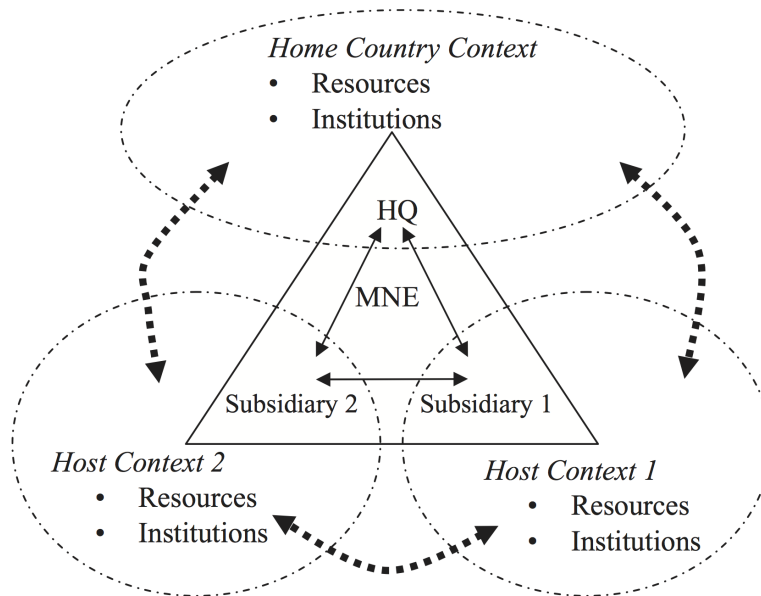 Home Country Context
• Resources
• Institutions
HQ
MNE
Subsidiary 2
Subsidiary 1
Host Context 2
• Resources
• Institutions
Host Context 1
• Resources
• Institutions